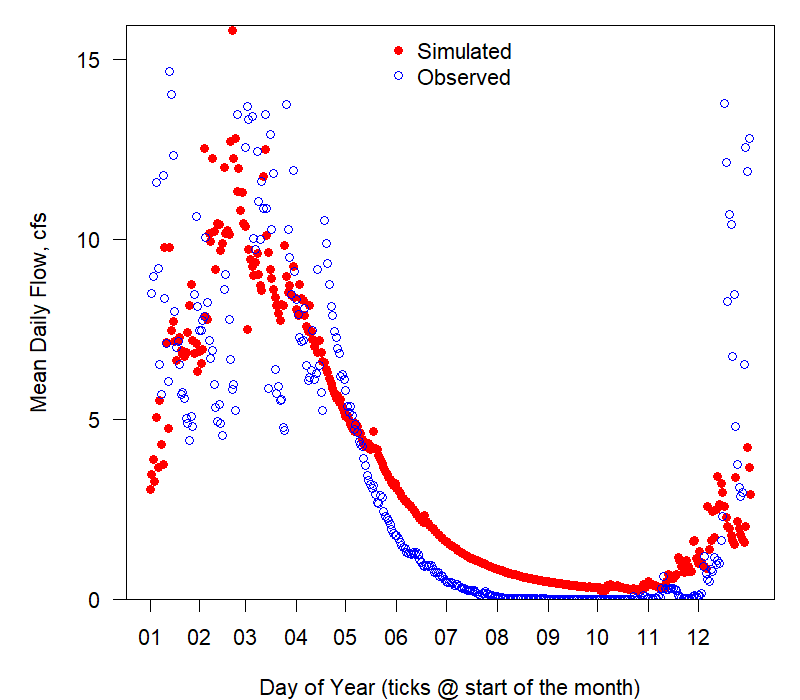 Simulated
Observed
15
10
5
0
Mean Daily Flow, cfs
01 02 03 04 05 06 07 08 09 10 11 12
Day of Year (ticks @ start of the month)